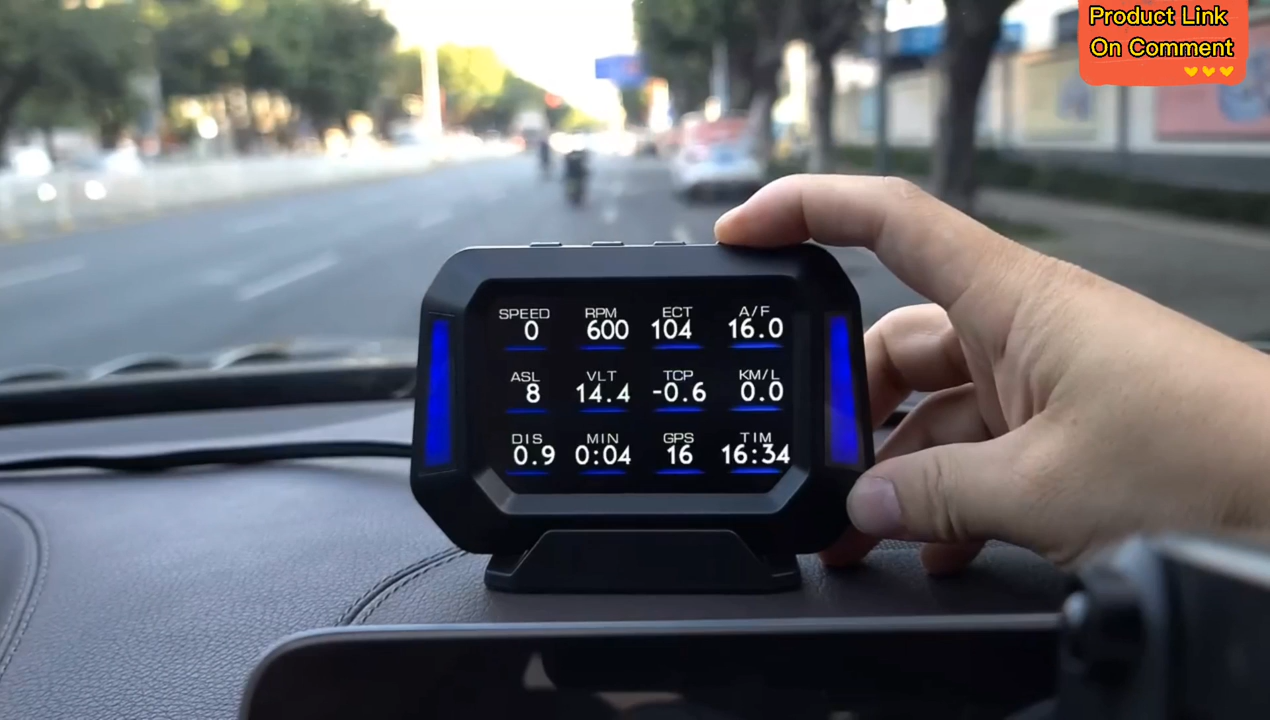 Product Link
On Comment
SPEED RPM ECT A/F
0 600 104 16.0
ASL VLT TCP KM/L
8 14.4 -0.6 0.0
DIS MIN GPS TIM
0.9 0:04 16 16:34